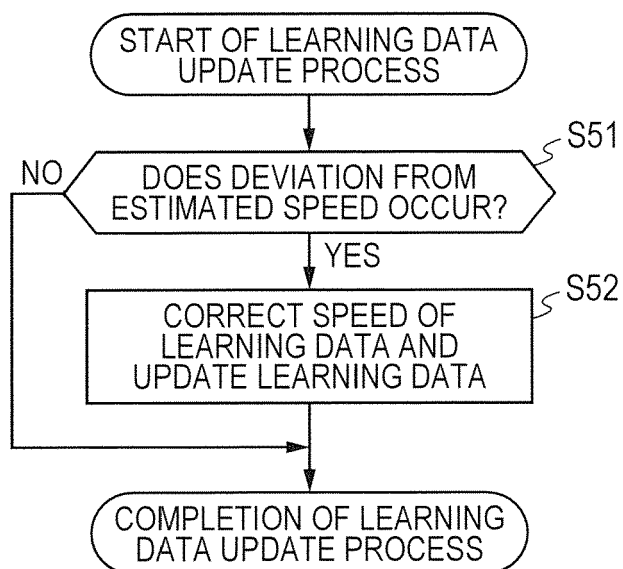 START OF LEARNING DATA
UPDATE PROCESS
S51
NO
DOES DEVIATION FROM
ESTIMATED SPEED OCCUR?
YES
S52
CORRECT SPEED OF
LEARNING DATA AND
UPDATE LEARNING DATA
COMPLETION OF LEARNING
DATA UPDATE PROCESS